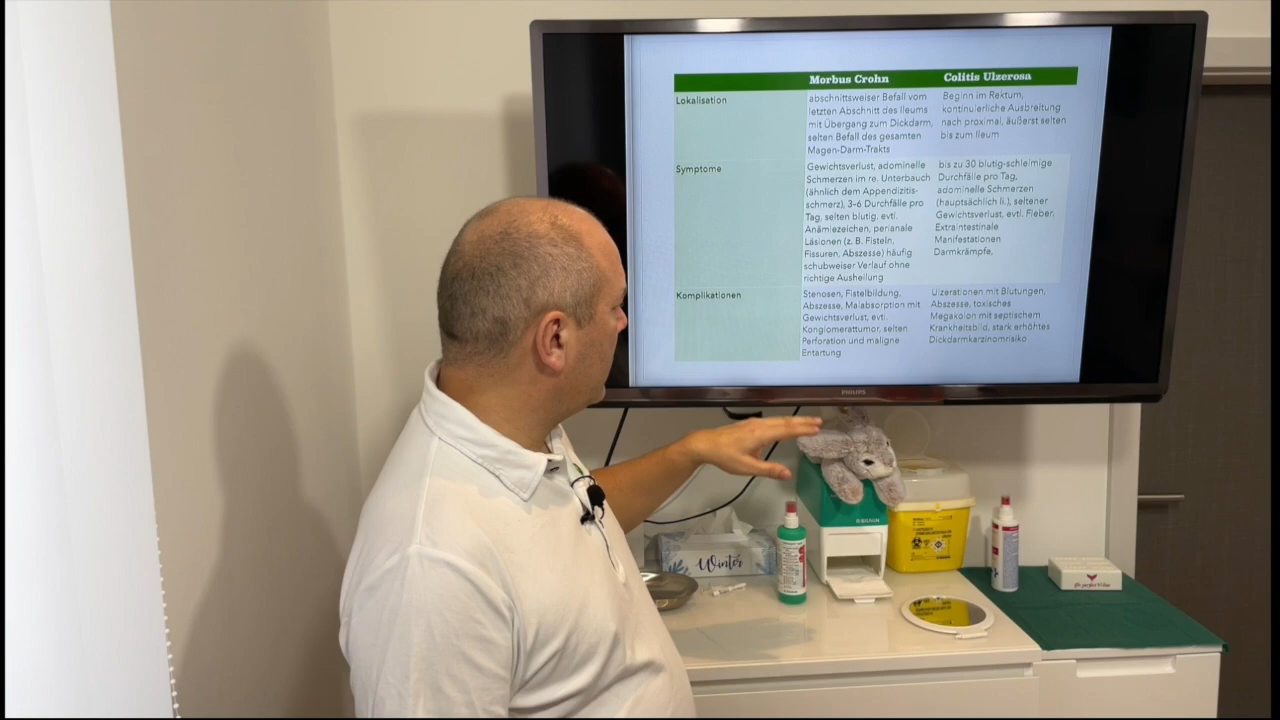 Morbus Crohn
Colitis Ulzerosa
Lokalisation
abschnittsweiser Befall vom
letzten Abschnitt des Ileums
mit Übergang zum Dickdarm,
selten Befall des gesamten
Magen-Darm-Trakts
Beginn im Rektum,
kontinuierliche Ausbreitung
nach proximal, äußerst selten
bis zum Ileum
Symptome
Gewichtsverlust, adominelle
Schmerzen im re. Unterbauch
(ähnlich dem Appendizitis-
schmerz), 3-6 Durchfälle pro
Tag, selten blutig. evtl.
Anämiezeichen, perianale
Läsionen (z. B. Fisteln,
Fissuren, Abszesse) häufig
schubweiser Verlauf ohne
richtige Ausheilung
bis zu 30 blutig-schleimige
Durchfälle pro Tag,
adominelle Schmerzen
(hauptsächlich li.), seltener
Gewichtsverlust, evtl. Fieber.
Extraintestinale
Manifestationen
Darmkrämpfe,
Komplikationen
Stenosen, Fistelbildung,
Abszesse, Malabsorption mit
Gewichtsverlust, evtl.
Konglomerattumor, selten
Perforation und maligne
Entartung
Ulzerationen mit Blutungen,
Abszesse, toxisches
Megakolon mit septischem
Krankheitsbild, stark erhöhtes
Dickdarmkarzinomrisiko
PHILIPS
B|BRAUN
Winter